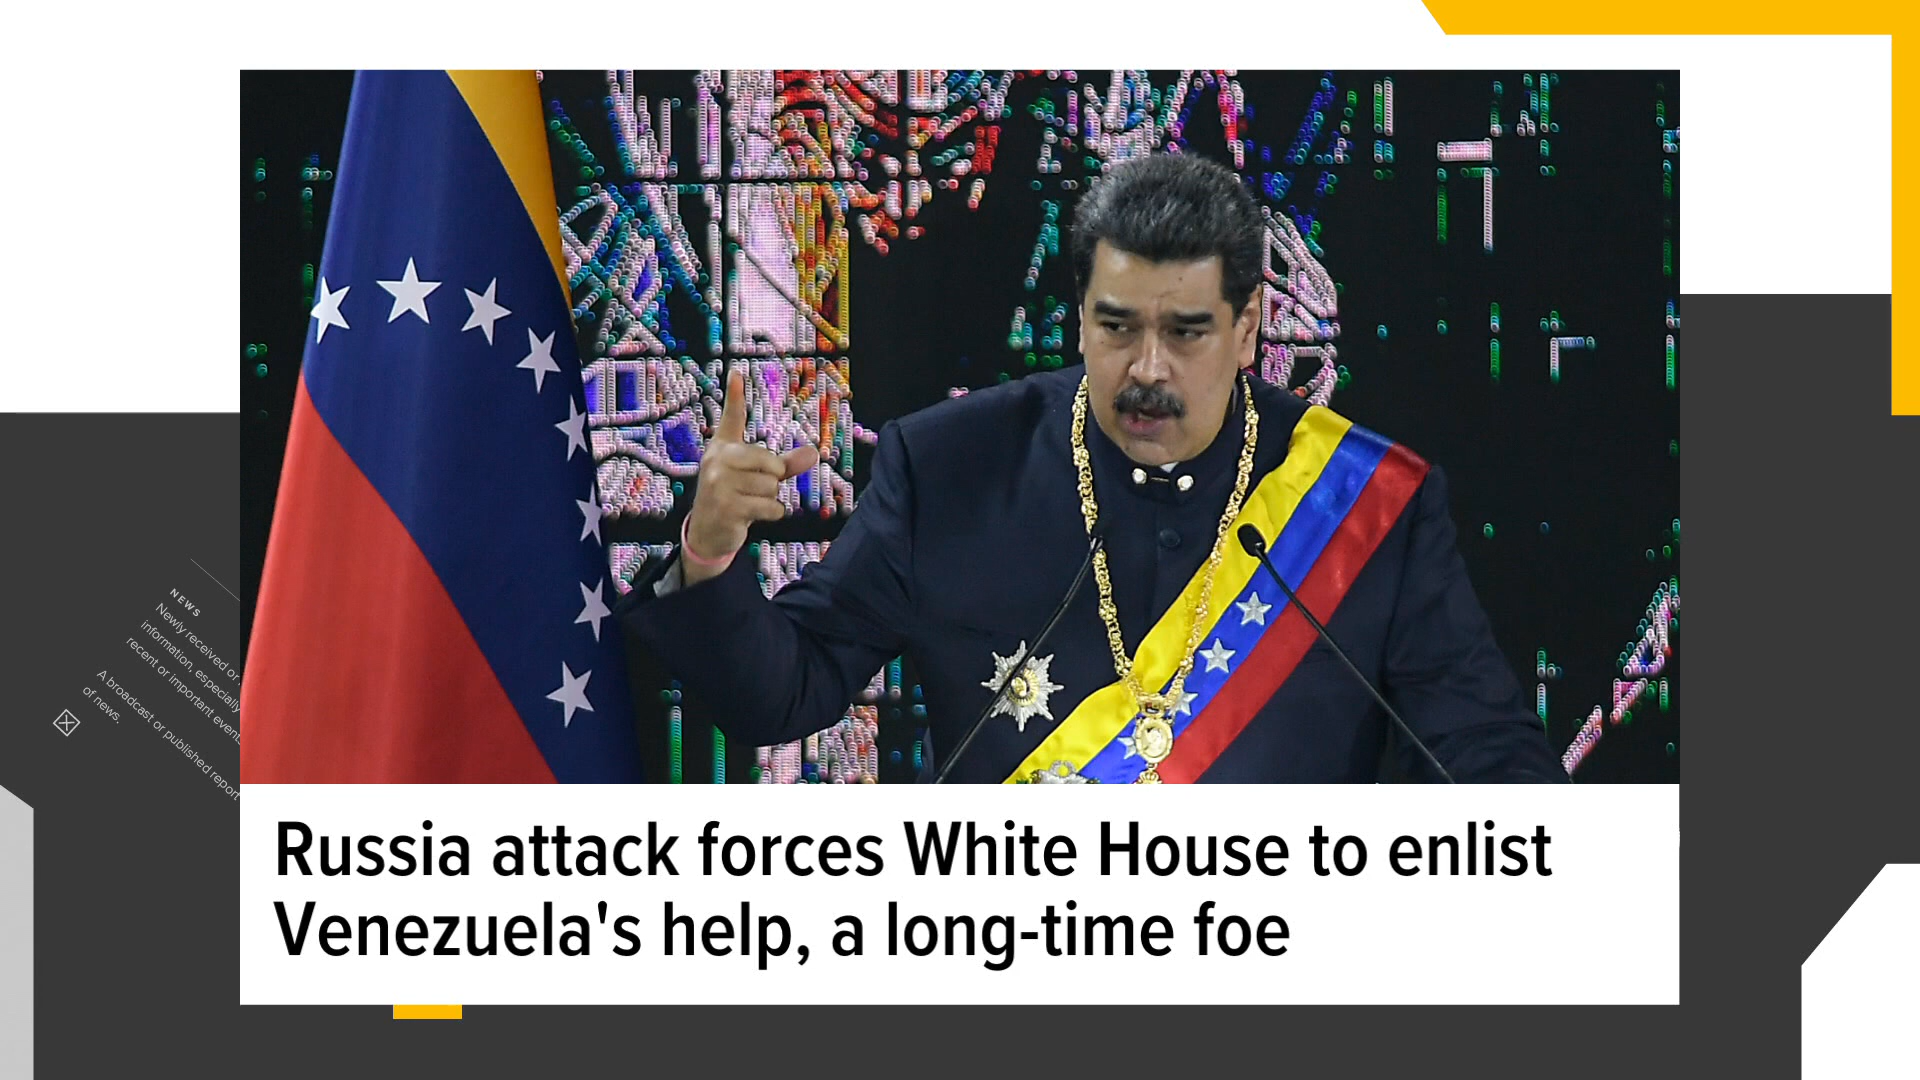 NEWS
Newly received or
information, especially
recent or important events
A broadcast or published report
of news.
Russia attack forces White House to enlist
Venezuela's help, a long-time foe